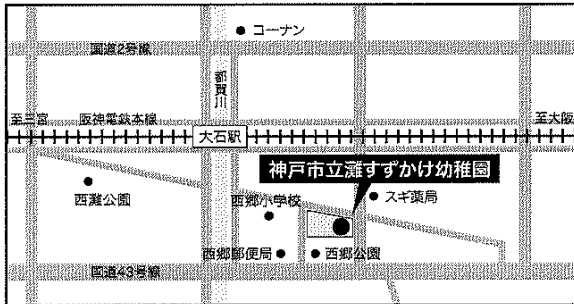 コーナン
国道2号線
都賀川
至三宮
阪神電鉄本線
至大阪
大石駅
神戸市立灘すずかけ幼稚園
西灘公園
西郷小学校
スギ薬局
西郷郵便局
西郷公園
国道43号線